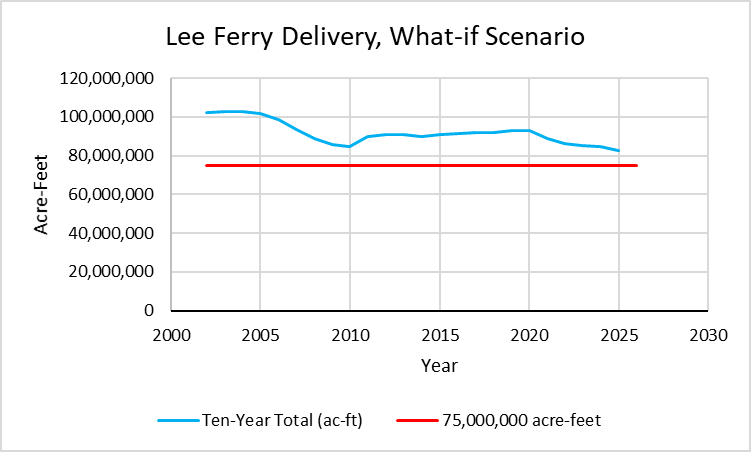 Lee Ferry Delivery, What-if Scenario
120,000,000
100,000,000
80,000,000
60,000,000
40,000,000
20,000,000
0
Acre-Feet
2000 2005 2010 2015 2020 2025 2030
Year
Ten-Year Total (ac-ft) 75,000,000 acre-feet